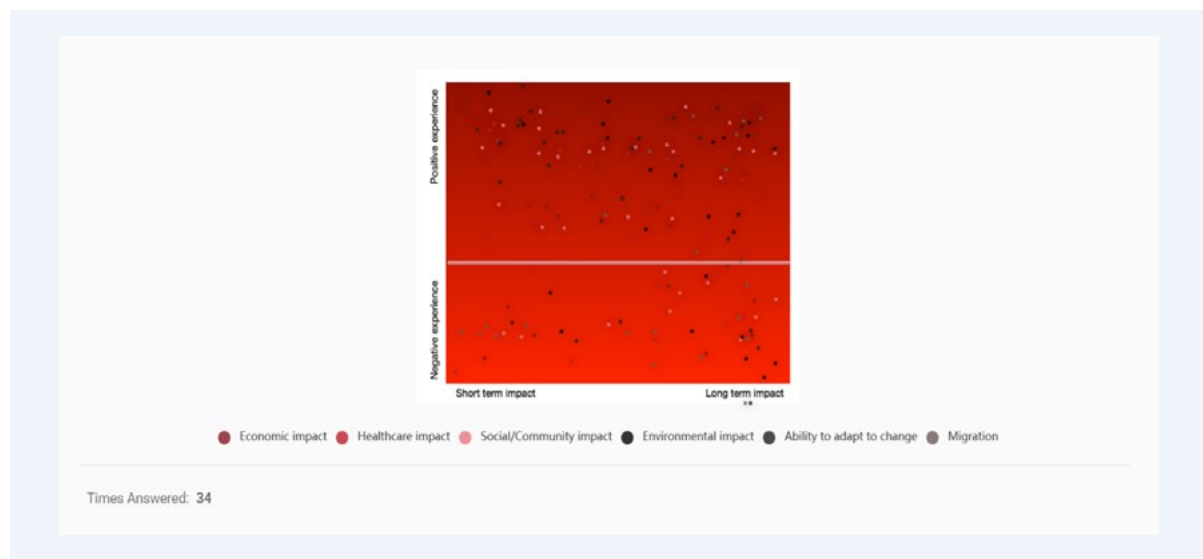 Positive experience
Negative experience
Short term impact
Long term impact
**
Economic impact
Healthcare impact
Social/Community impact
Environmental impact
Ability to adapt to change
Migration
Times Answered: 34